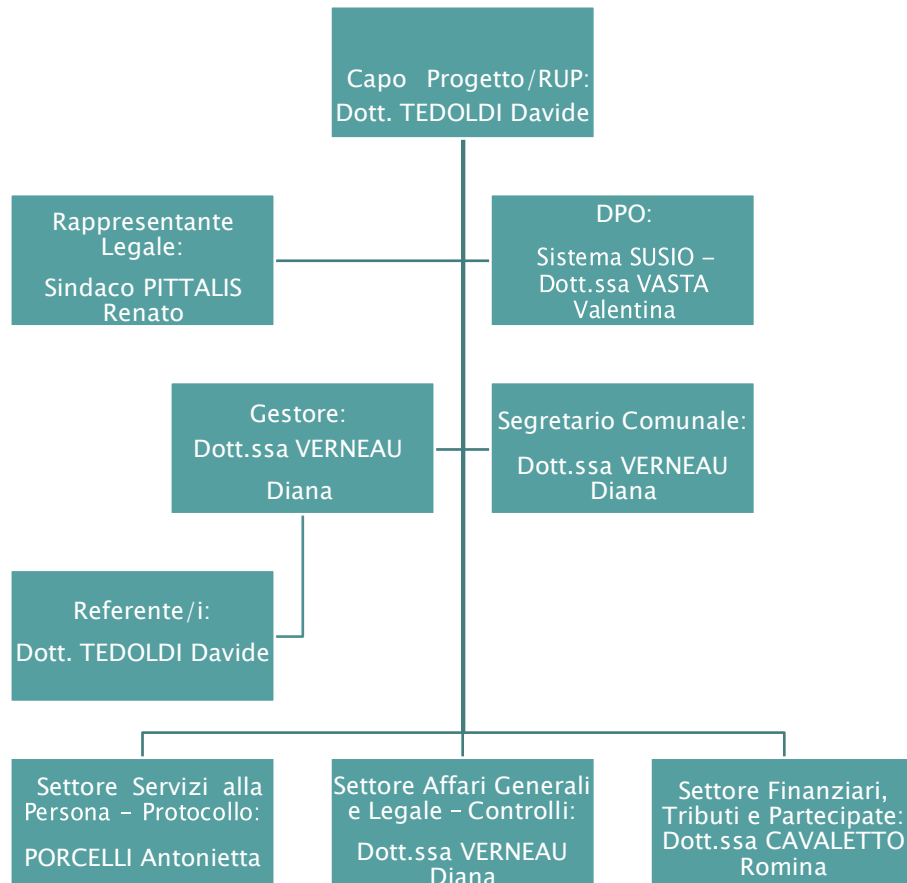 Capo Progetto/RUP:
Dott. TEDOLDI Davide
Rappresentante
Legale:
Sindaco PITTALIS
Renato
DPO:
Sistema SUSIO –
Dott.ssa VASTA
Valentina
Gestore:
Dott.ssa VERNEAU
Diana
Segretario Comunale:
Dott.ssa VERNEAU
Diana
Referente/i:
Dott. TEDOLDI Davide
Settore Servizi alla
Persona – Protocollo:
PORCELLI Antonietta
Settore Affari Generali
e Legale – Controlli:
Dott.ssa VERNEAU
Diana
Settore Finanziari,
Tributi e Partecipate:
Dott.ssa CAVALETTO
Romina